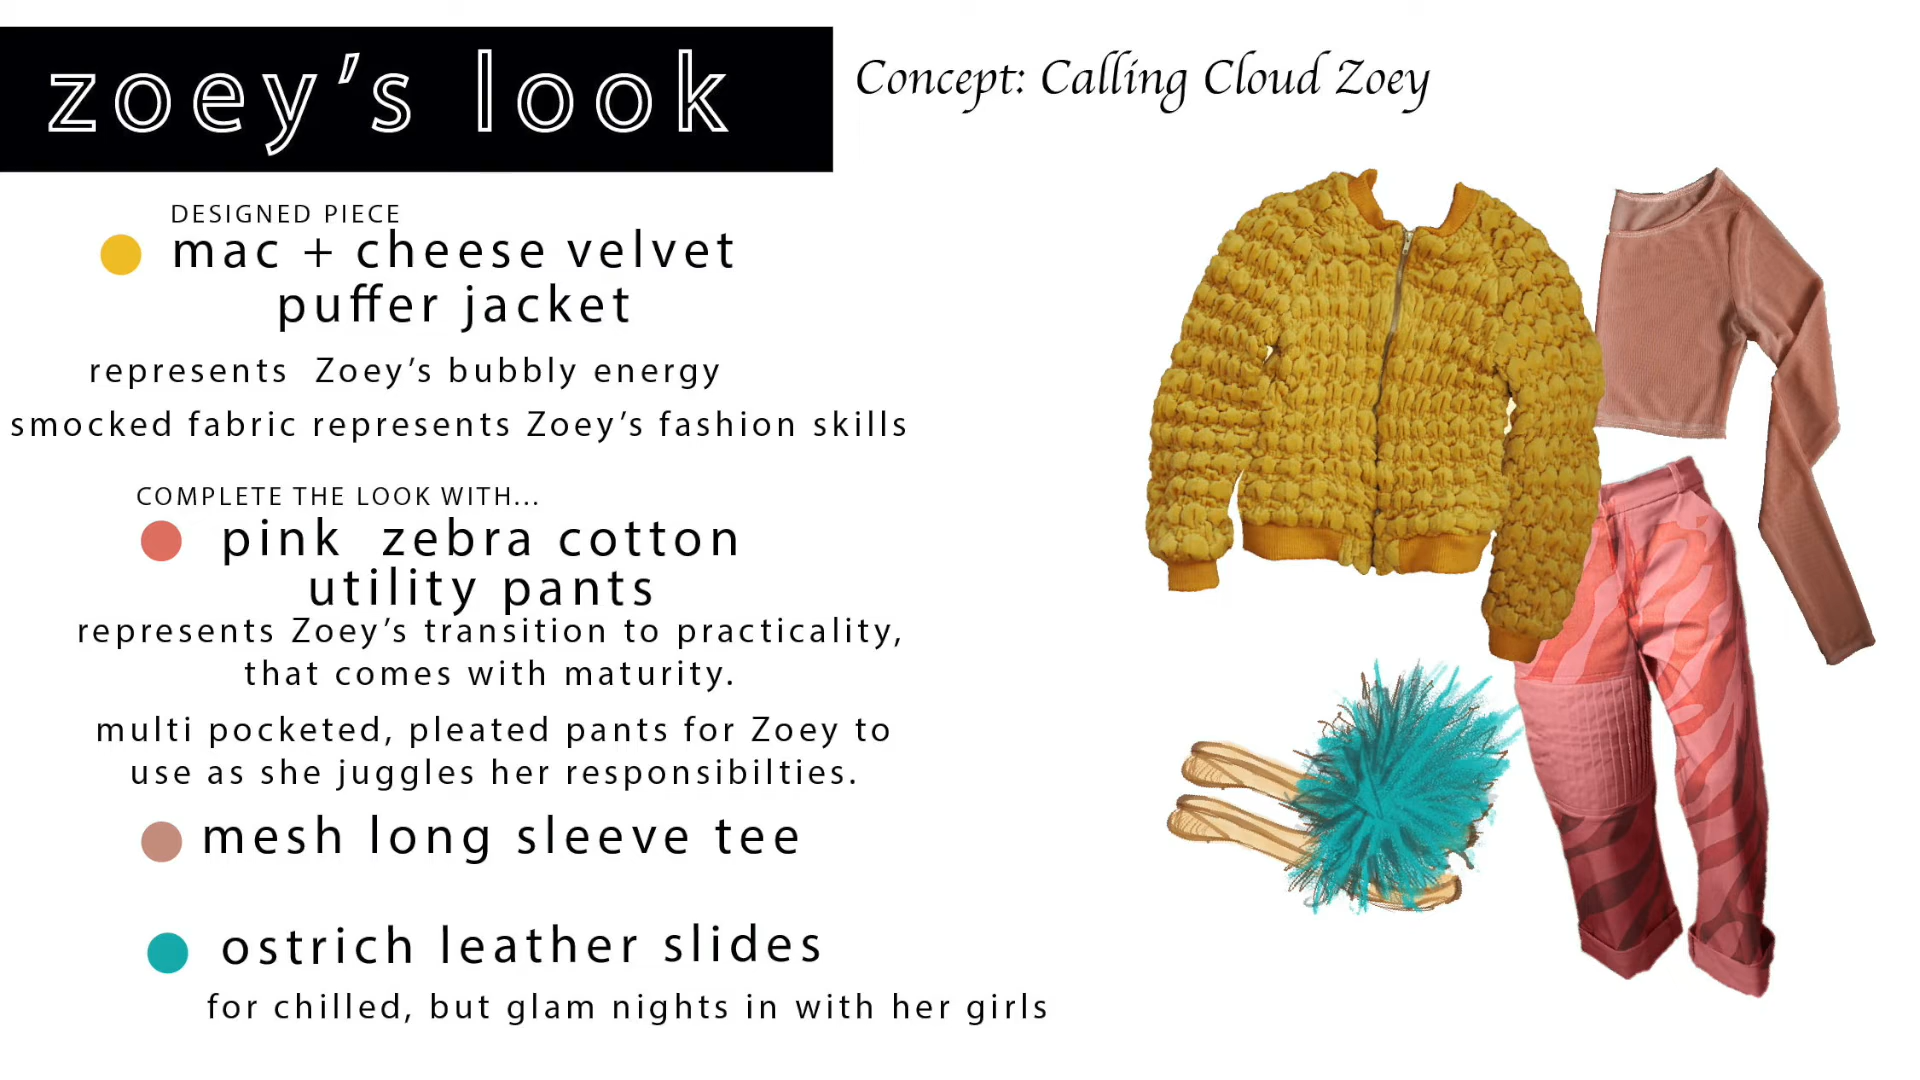 zoey's look
Concept: Calling Cloud Zoey
DESIGNED PIECE
mac + cheese velvet
puffer jacket
represents Zoey's bubbly energy
smocked fabric represents Zoey's fashion skills
COMPLETE THE LOOK WITH...
pink zebra cotton
utility pants
represents Zoey's transition to practicality,
that comes with maturity.
multi pocketed, pleated pants for Zoey to
use as she juggles her responsibilties.
mesh long sleeve tee
ostrich leather slides
for chilled, but glam nights in with her girls